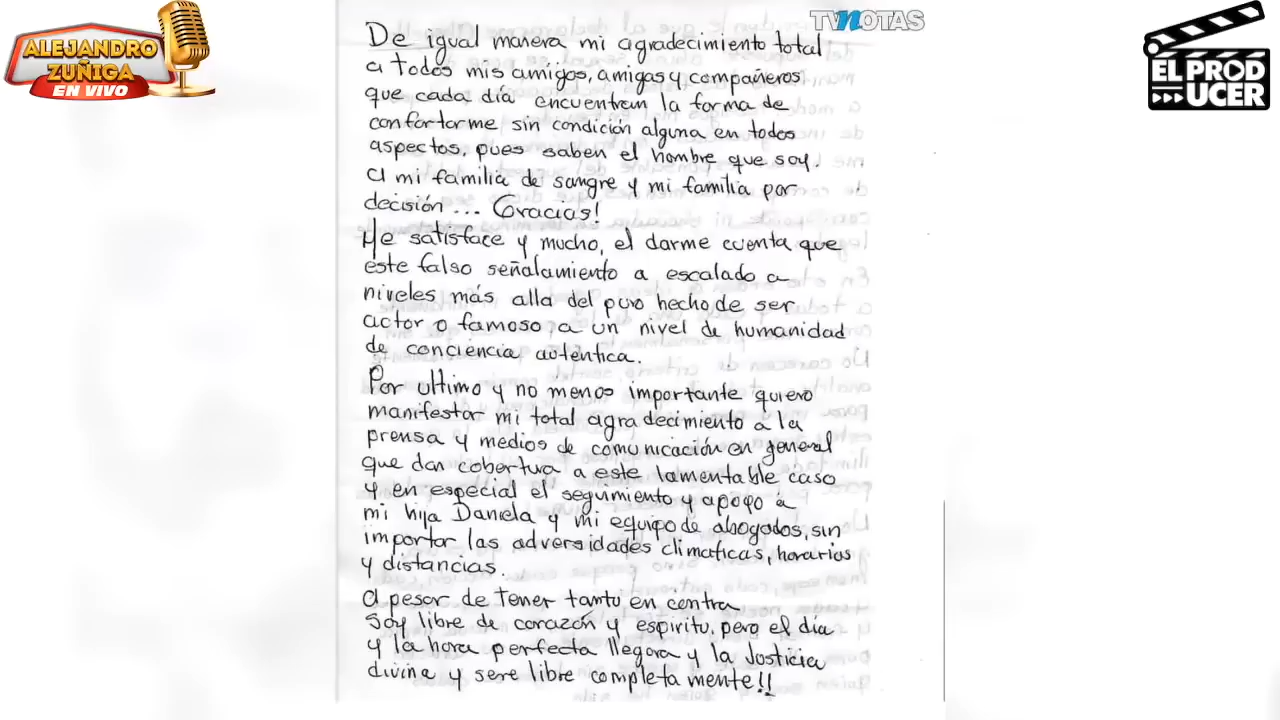 ALEJANDRO
ZUÑIGA
EN VIVO
TVnOTAS
EL PROD
UCER
De igual manera mi agradecimiento total
a todos mis amigos, amigas y compañeros
que cada día encuentran la forma de
confortarme sin condición alguna en todos
aspectos, pues saben el hombre que soy.
A mi familia de sangre y mi familia por
decisión... Gracias!
Me satisface y mucho, el darme cuenta que
este falso señalamiento a escalado a
niveles más alla del puro hecho de ser
actor o famoso, a un nivel de humanidad
de conciencia autentica.
Por ultimo y no menos importante quiero
manifestar mi total agradecimiento a la
prensa y medios de comunicación en general
que dan cobertura a este lamentable caso
y en especial el seguimiento y apoyo a
mi hija Daniela y mi equipo de abogados, sin
importar las adversidades climaticas, horarios
y distancias.
A pesar de tener tanto en contra
Soy libre de corazón y espiritu, pero el día
y la hora perfecta llegara y la Justicia
divina y sere libre completamente!!